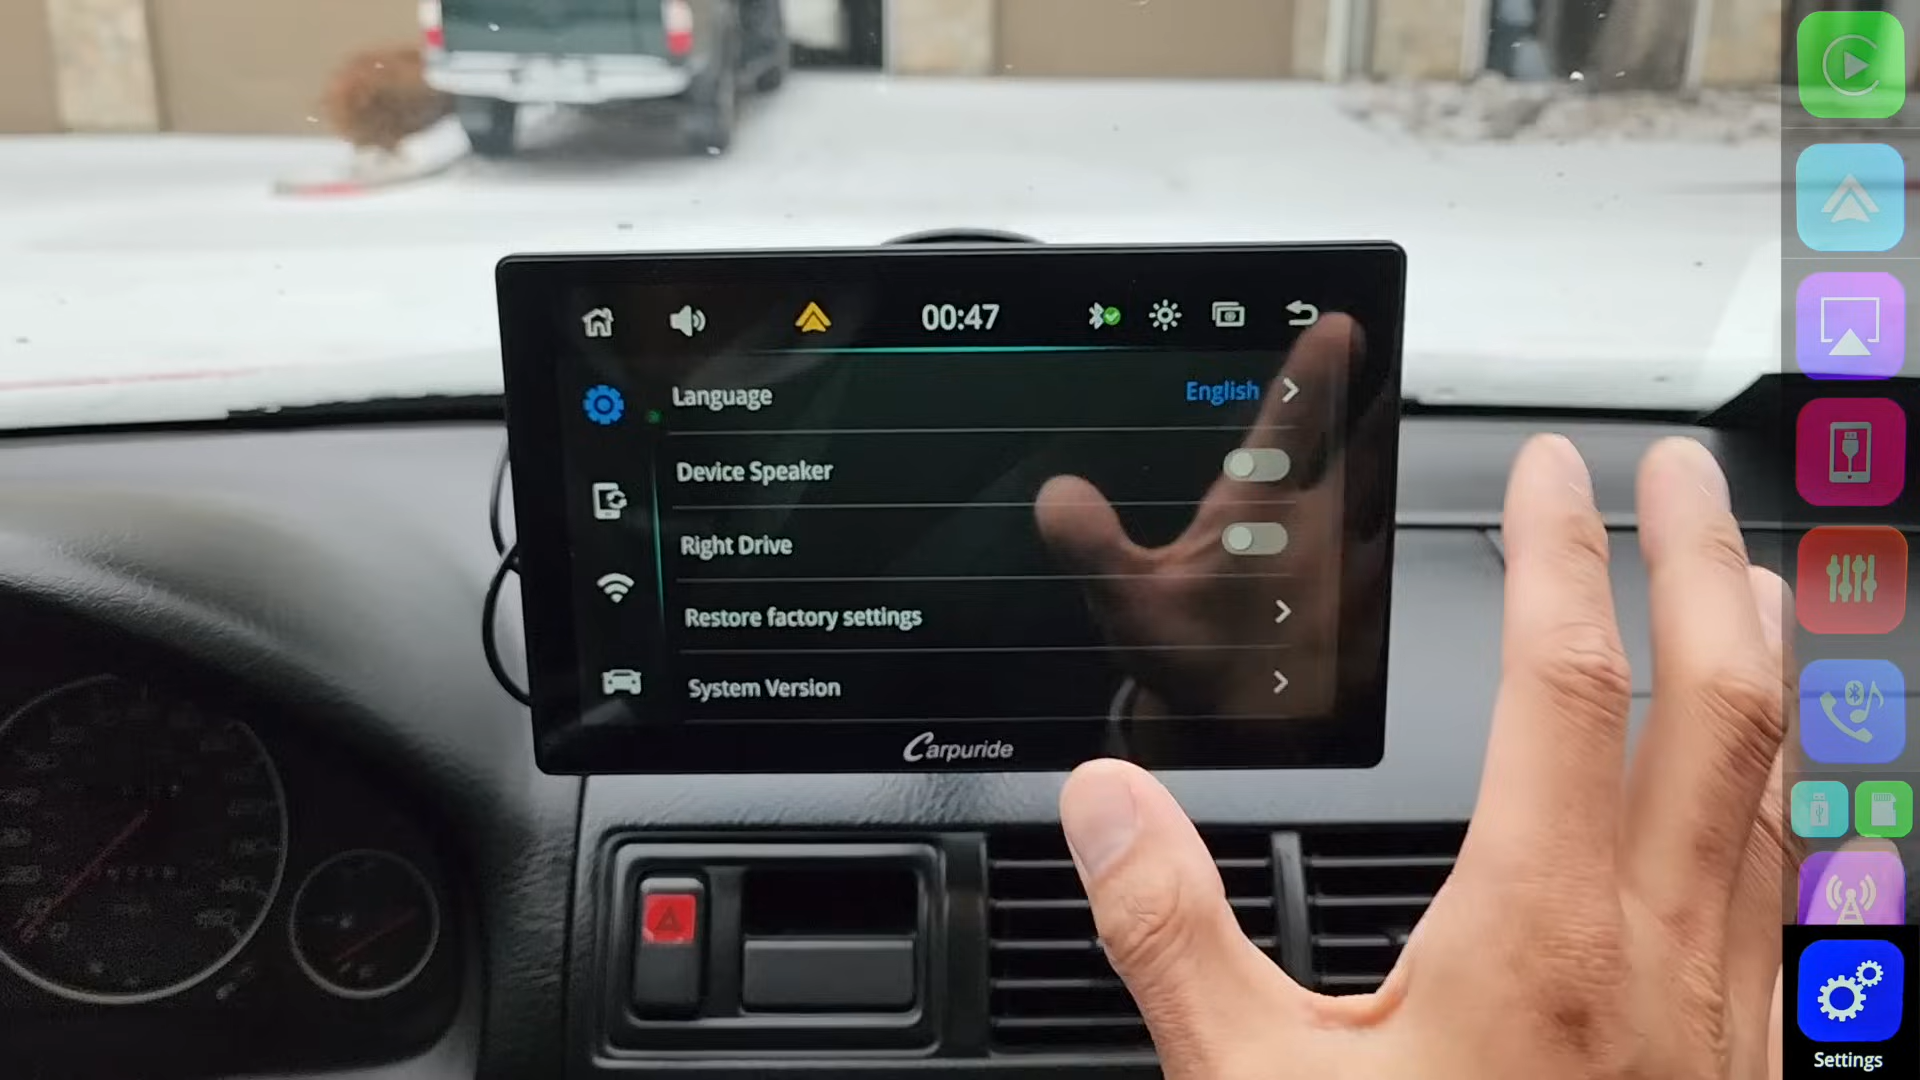 00:47
Language English
Device Speaker
Right Drive
Restore factory settings
System Version
Carpuride
Settings